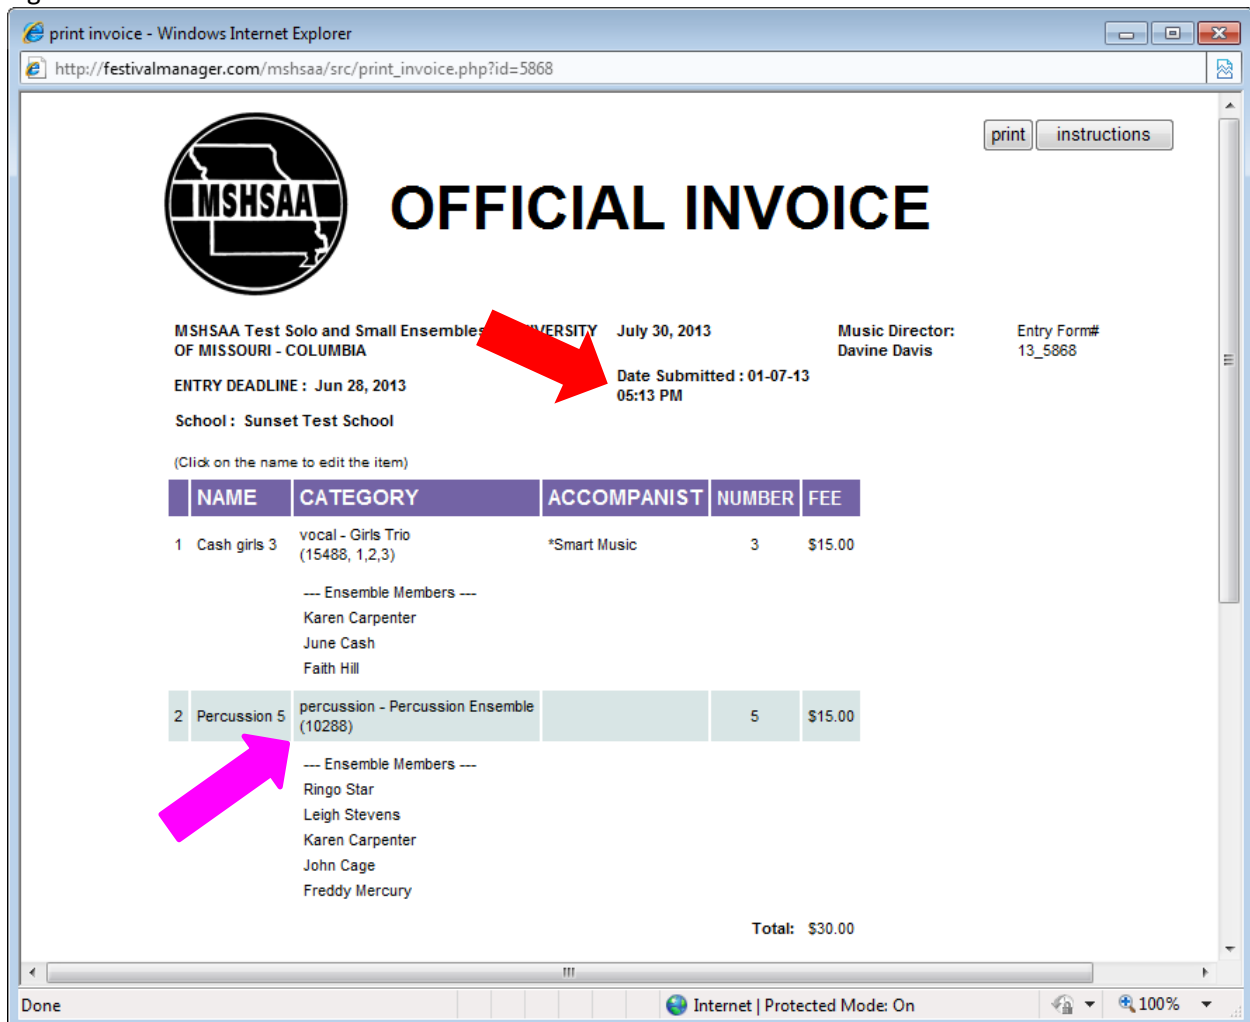 print invoice - Windows Internet Explorer
http://festivalmanager.com/mshsaa/src/print_invoice.php?id=5868
print instructions
MSHSAA
OFFICIAL INVOICE
MSHSAA Test Solo and Small Ensembles VERSITY July 30, 2013 Music Director: Entry Form#
OF MISSOURI - COLUMBIA Davine Davis 13_5868
ENTRY DEADLINE : Jun 28, 2013 Date Submitted : 01-07-13
05:13 PM
School : Sunset Test School
(Click on the name to edit the item)
NAME CATEGORY ACCOMPANIST NUMBER FEE
1 Cash girls 3 vocal - Girls Trio
(15488, 1,2,3) *Smart Music 3 $15.00
--- Ensemble Members ---
Karen Carpenter
June Cash
Faith Hill
2 Percussion 5 percussion - Percussion Ensemble
(10288) 5 $15.00
--- Ensemble Members ---
Ringo Star
Leigh Stevens
Karen Carpenter
John Cage
Freddy Mercury
Total: $30.00
Done Internet | Protected Mode: On 100%